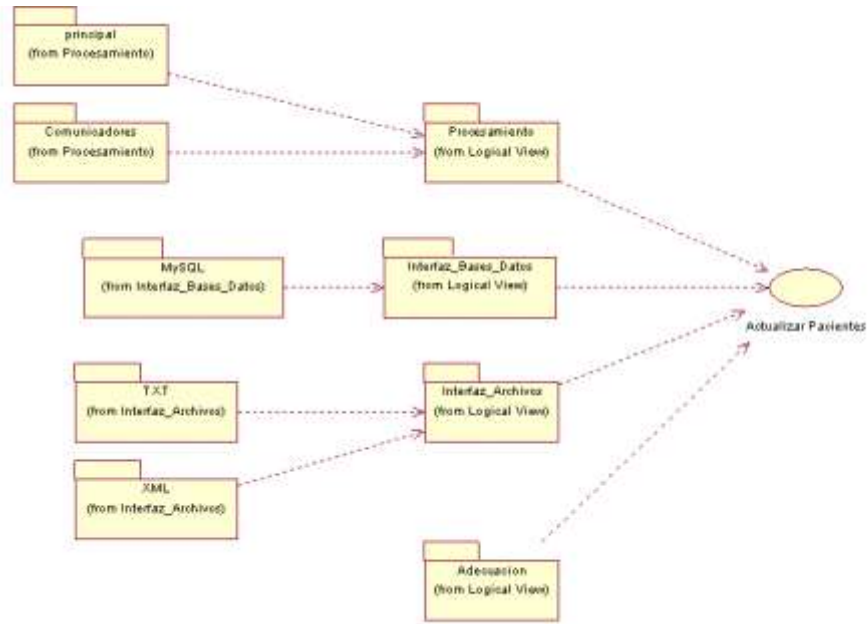 principal
(from Procesamiento)
Comunicadores
(from Procesamiento)
Procesamiento
(from Logical View)
MySQL
(from Interfaz_Bases_Datos)
Interfaz_Bases_Datos
(from Logical View)
Actualizar Pacientes
TXT
(from Interfaz_Archivos)
Interfaz_Archivos
(from Logical View)
XML
(from Interfaz_Archivos)
Adecuacion
(from Logical View)